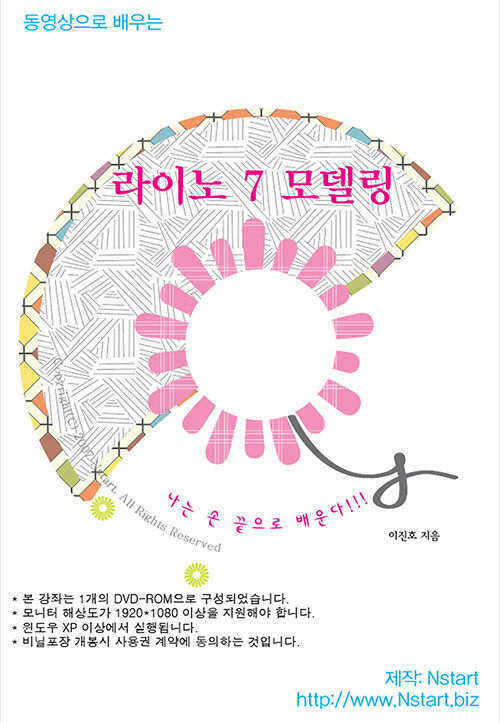 동영상으로 배우는
라이노 7 모델링
Copyright(C) 2007 Nstart. All Rights Reserved
나는 손 끝으로 배운다!!!
이진호 지음
* 본 강좌는 1개의 DVD-ROM으로 구성되었습니다.
* 모니터 해상도가 1920*1080 이상을 지원해야 합니다.
* 윈도우 XP 이상에서 실행됩니다.
* 비닐포장 개봉시 사용권 계약에 동의하는 것입니다.
제작: Nstart
http://www.Nstart.biz